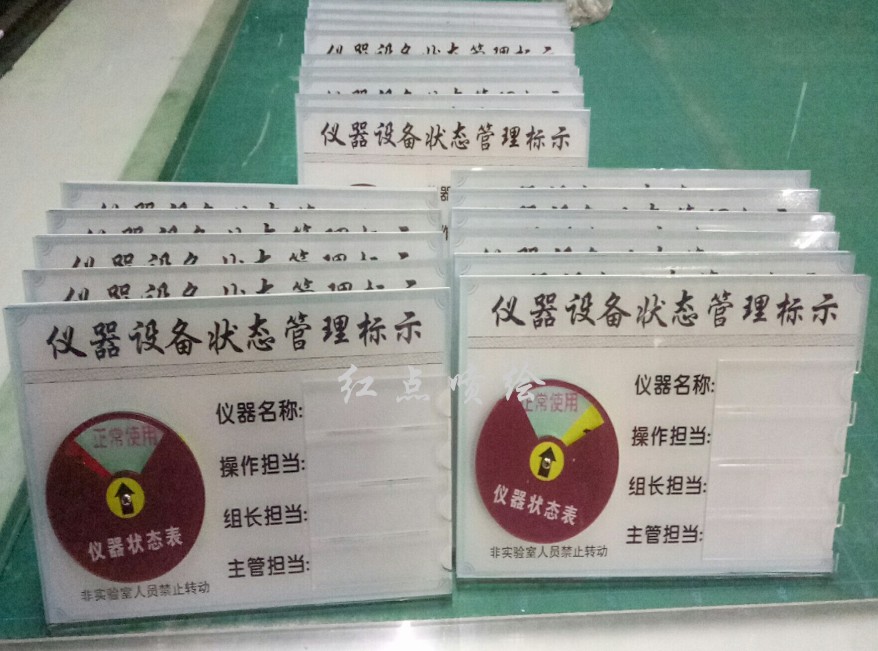 仪器设备状态管理标示
仪器设备状态管理标示
仪器名称:
操作担当:
组长担当:
主管担当:
正常使用
仪器状态表
非实验室人员禁止转动
仪器设备状态管理标示
仪器名称:
操作担当:
组长担当:
主管担当:
正常使用
仪器状态表
非实验室人员禁止转动
红点喷绘